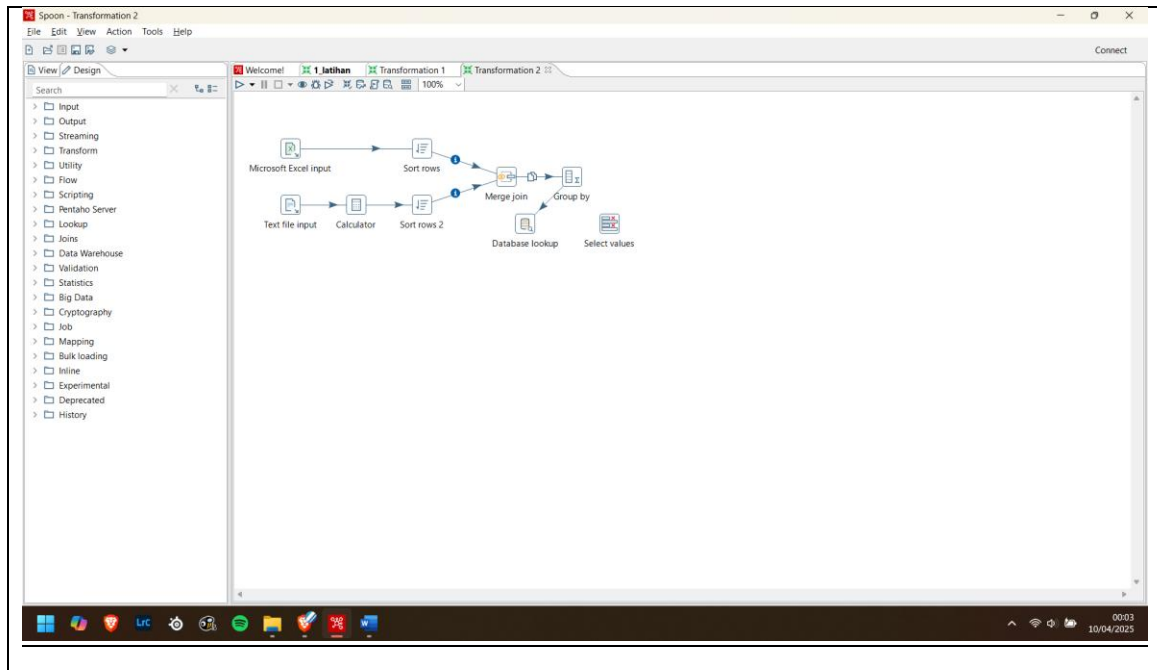 Spoon - Transformation 2
File Edit View Action Tools Help
Connect
View Design
Welcome! 1_latihan Transformation 1 Transformation 2
Search
100%
Input
Output
Streaming
Transform
Utility
Flow
Scripting
Pentaho Server
Lookup
Joins
Data Warehouse
Validation
Statistics
Big Data
Cryptography
Job
Mapping
Bulk loading
Inline
Experimental
Deprecated
History
Microsoft Excel input Sort rows
Merge join Group by
Text file input Calculator Sort rows 2
Database lookup Select values
LrC
00:03
10/04/2025